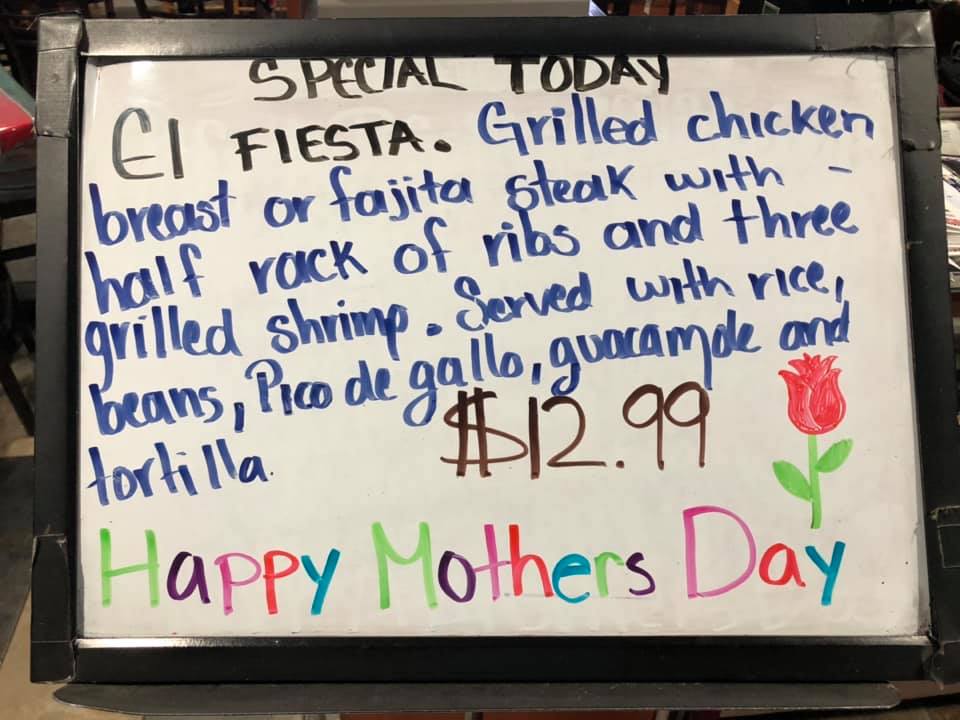 SPECIAL TODAY
El FIESTA. Grilled chicken
breast or fajita steak with -
half rack of ribs and three
grilled shrimp. Served with rice,
beans, Pico de gallo, guacamole and
tortilla. $12.99
Happy Mothers Day